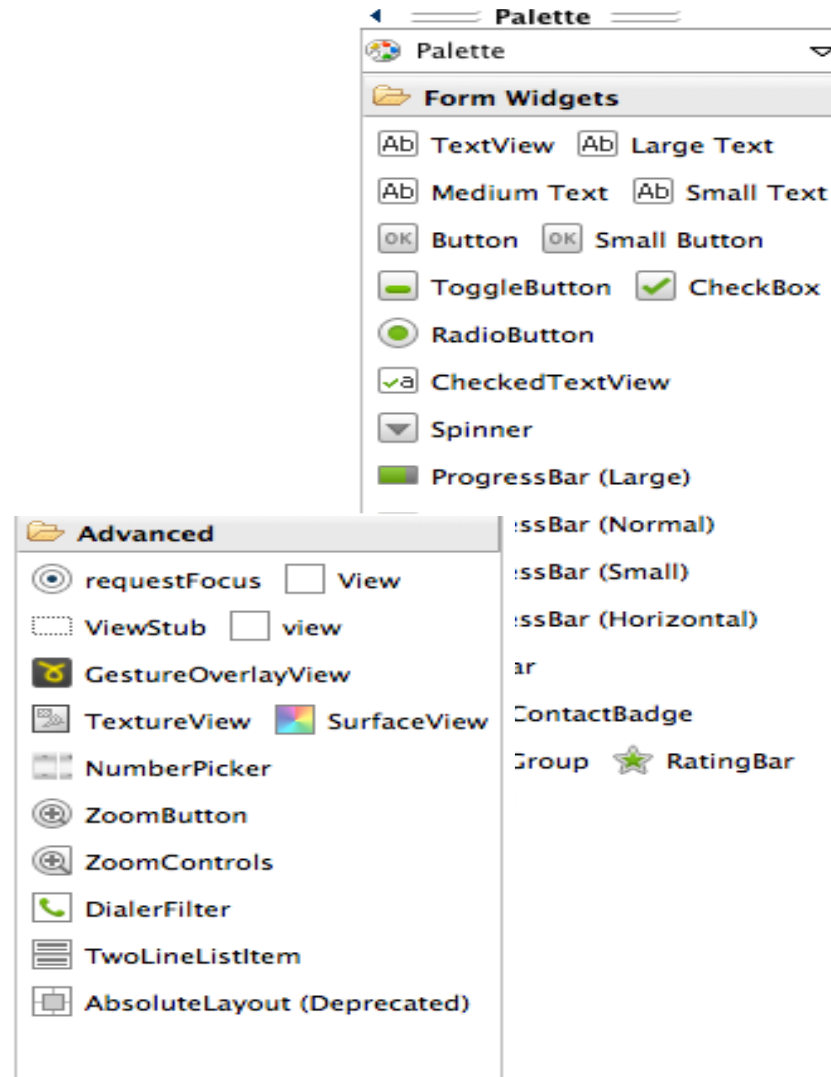 Palette
Palette
Form Widgets
Ab TextView Ab Large Text
Ab Medium Text Ab Small Text
OK Button OK Small Button
ToggleButton CheckBox
RadioButton
a CheckedTextView
Spinner
ProgressBar (Large)
ssBar (Normal)
ssBar (Small)
ssBar (Horizontal)
ar
ContactBadge
Group RatingBar
Advanced
requestFocus View
ViewStub view
GestureOverlayView
TextureView SurfaceView
NumberPicker
ZoomButton
ZoomControls
DialerFilter
TwoLineListItem
AbsoluteLayout (Deprecated)